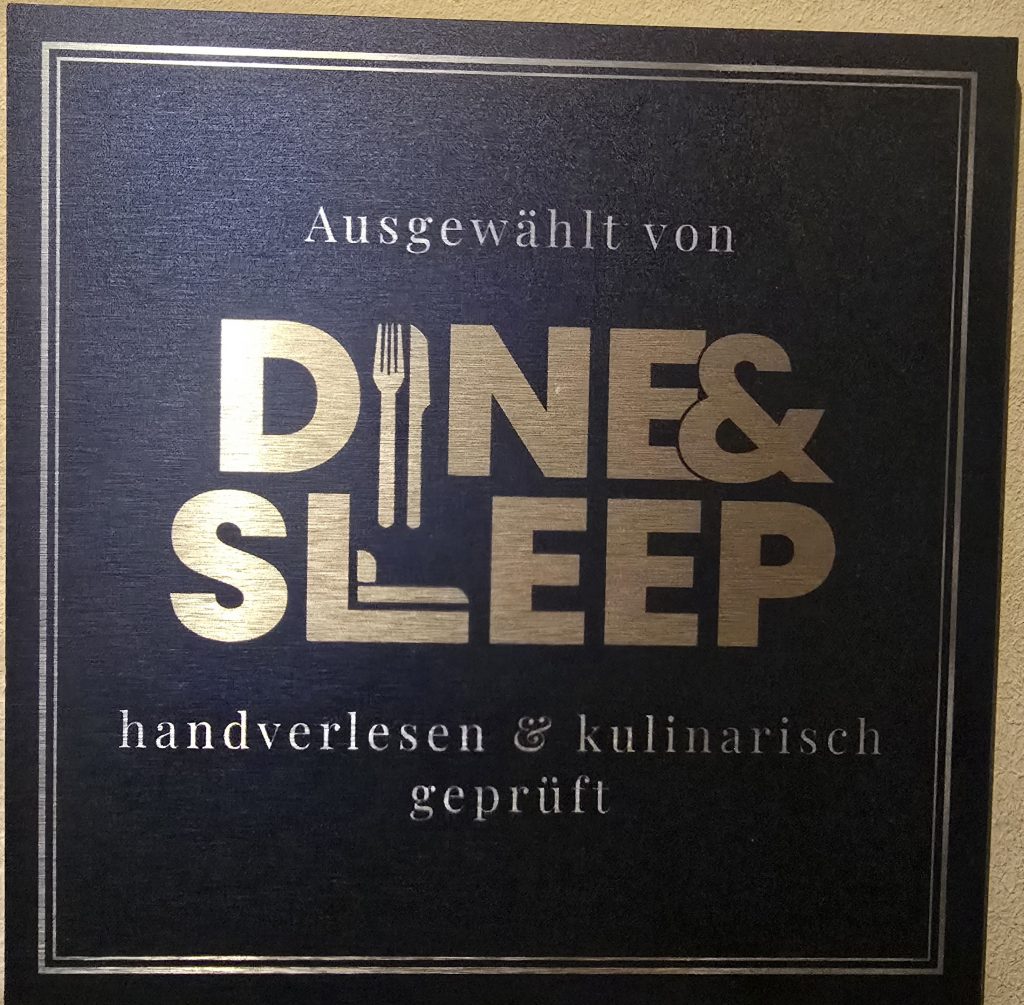 Ausgewählt von
DINE&
SLEEP
handverlesen & kulinarisch
geprüft